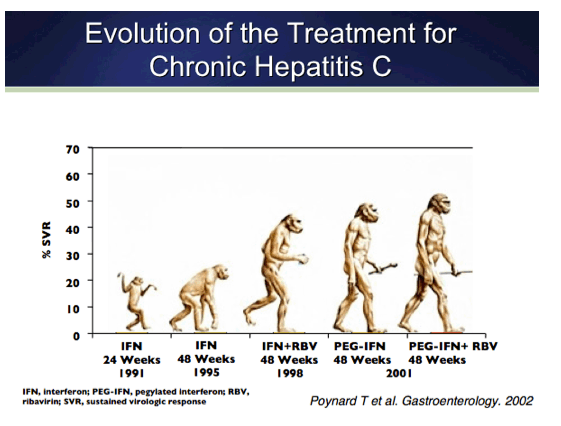 Evolution of the Treatment for
Chronic Hepatitis C
70
60
50
40
30
20
10
0
% SVR
IFN
24 Weeks
1991
IFN
48 Weeks
1995
IFN+RBV
48 Weeks
1998
PEG-IFN
48 Weeks
PEG-IFN+ RBV
48 Weeks
2001
IFN, interferon; PEG-IFN, pegylated interferon; RBV,
ribavirin; SVR, sustained virologic response
Poynard T et al. Gastroenterology. 2002